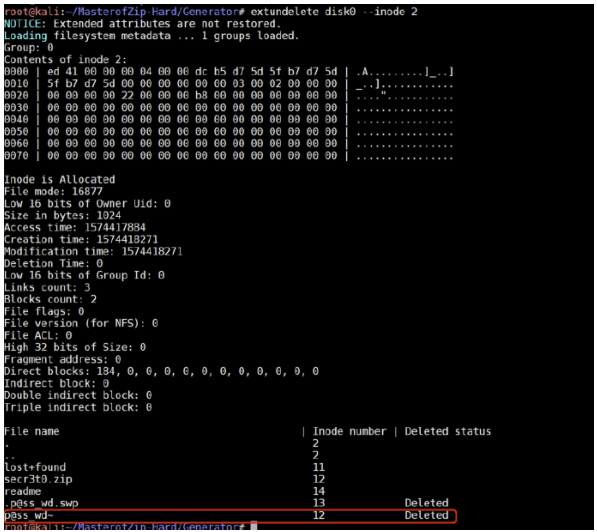 root@kali:~/MasterofZip-Hard/Generator# extundelete disk0 --inode 2
NOTICE: Extended attributes are not restored.
Loading filesystem metadata ... 1 groups loaded.
Group: 0
Contents of inode 2:
0000 | ed 41 00 00 00 04 00 00 dc b5 d7 5d 5f b7 d7 5d | .A.........]_..]
0010 | 5f b7 d7 5d 00 00 00 00 00 00 03 00 02 00 00 00 | _..]............
0020 | 00 00 00 00 22 00 00 00 b8 00 00 00 00 00 00 00 | ...."...........
0030 | 00 00 00 00 00 00 00 00 00 00 00 00 00 00 00 00 | ................
0040 | 00 00 00 00 00 00 00 00 00 00 00 00 00 00 00 00 | ................
0050 | 00 00 00 00 00 00 00 00 00 00 00 00 00 00 00 00 | ................
0060 | 00 00 00 00 00 00 00 00 00 00 00 00 00 00 00 00 | ................
0070 | 00 00 00 00 00 00 00 00 00 00 00 00 00 00 00 00 | ................
Inode is Allocated
File mode: 16877
Low 16 bits of Owner Uid: 0
Size in bytes: 1024
Access time: 1574417884
Creation time: 1574418271
Modification time: 1574418271
Deletion Time: 0
Low 16 bits of Group Id: 0
Links count: 3
Blocks count: 2
File flags: 0
File version (for NFS): 0
File ACL: 0
High 32 bits of Size: 0
Fragment address: 0
Direct blocks: 184, 0, 0, 0, 0, 0, 0, 0, 0, 0, 0, 0
Indirect block: 0
Double indirect block: 0
Triple indirect block: 0
File name | Inode number | Deleted status
. 2
.. 2
lost+found 11
secr3t0.zip 12
readme 14
.p@ss_wd.swp 13 Deleted
p@ss_wd~ 12 Deleted
root@kali:~/MasterofZip-Hard/Generator#